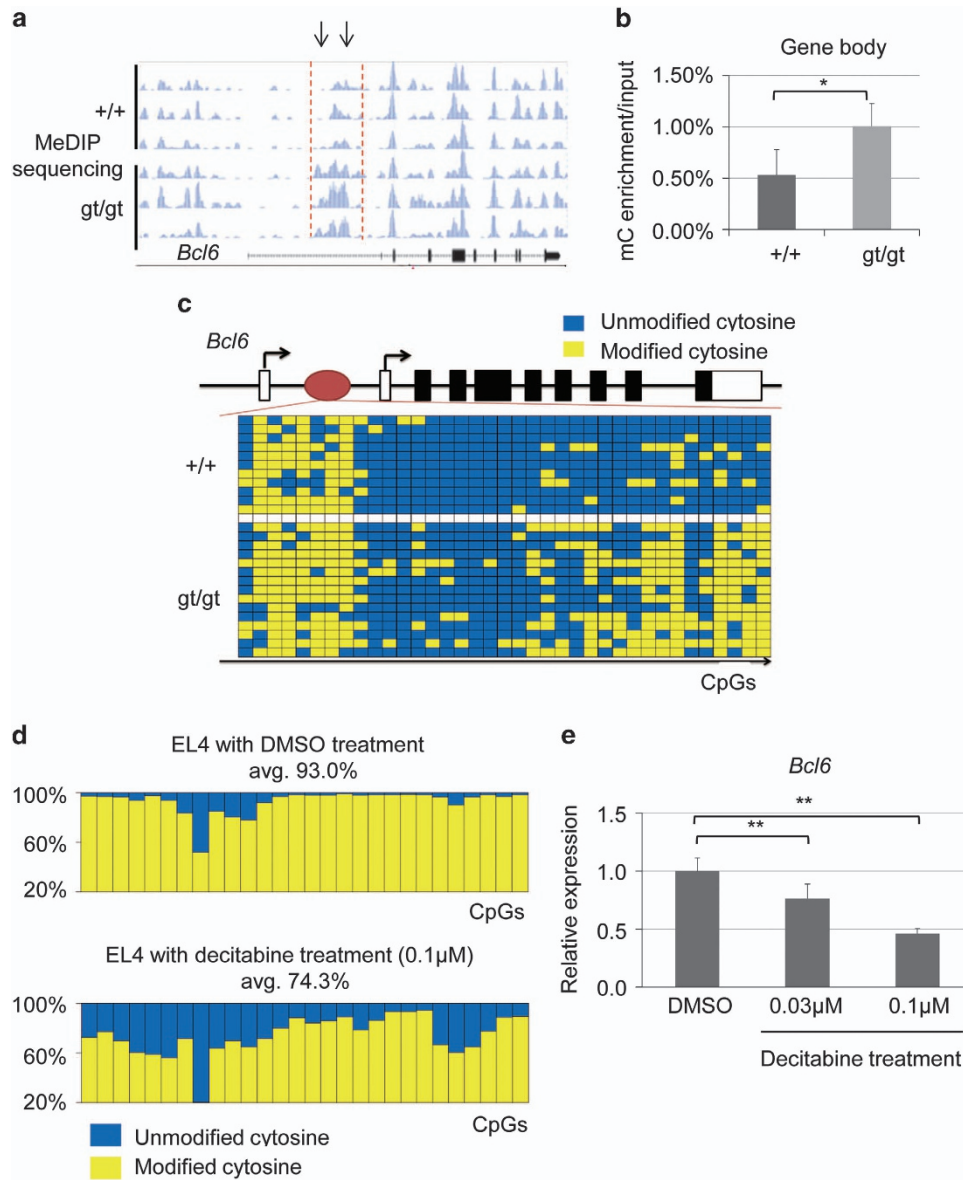 a
+/+
MeDIP
sequencing
gt/gt
Bcl6
b
Gene body
mC enrichment/input
1.50%
1.00%
0.50%
0.00%
*
+/+
gt/gt
c
Bcl6
Unmodified cytosine
Modified cytosine
+/+
gt/gt
CpGs
d
EL4 with DMSO treatment
avg. 93.0%
100%
60%
20%
CpGs
EL4 with decitabine treatment (0.1µM)
avg. 74.3%
100%
60%
20%
CpGs
Unmodified cytosine
Modified cytosine
e
Bcl6
Relative expression
1.5
1.0
0.5
0.0
**
**
DMSO
0.03µM
0.1µM
Decitabine treatment